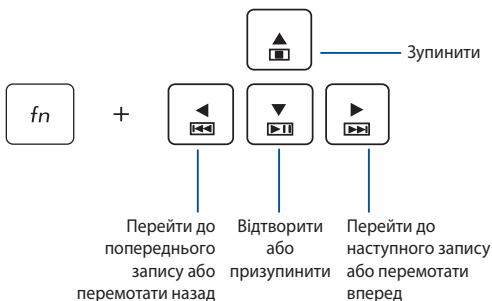 Зупинити
fn +
Перейти до
попереднього
запису або
перемотати назад
Відтворити
або
призупинити
Перейти до
наступного запису
або перемотати
вперед